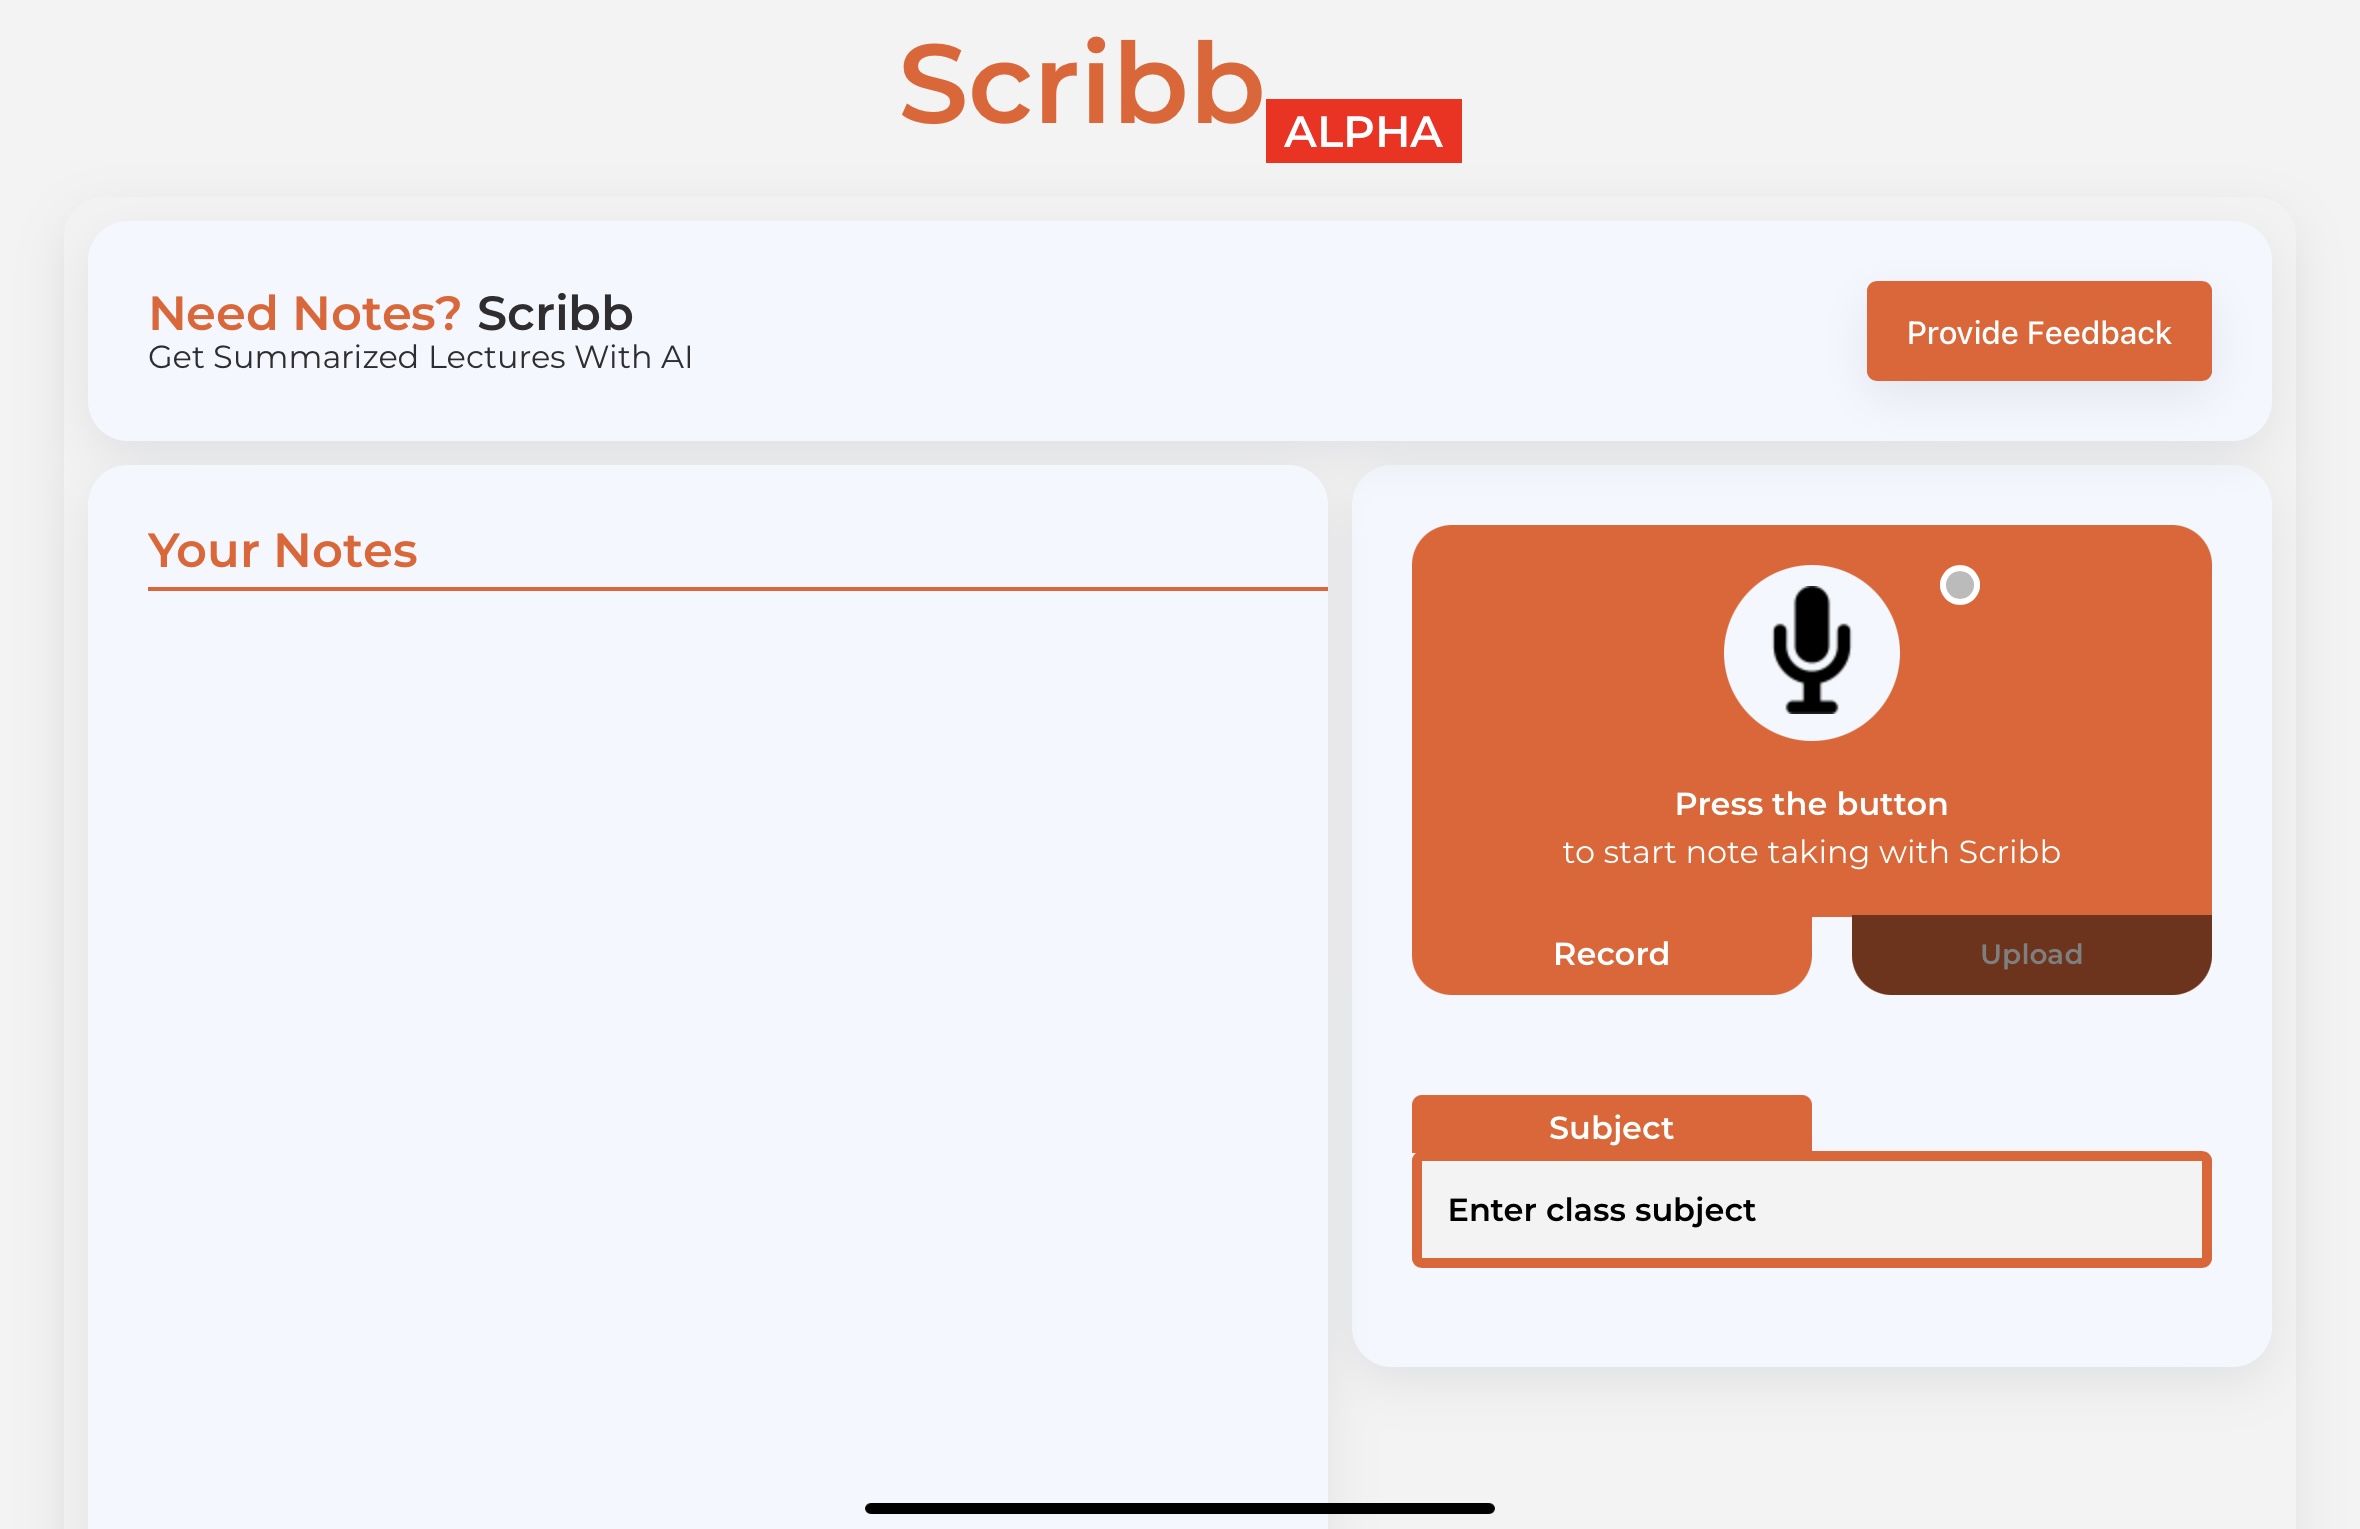 Scribb
ALPHA
Need Notes? Scribb
Get Summarized Lectures With AI
Provide Feedback
Your Notes
Press the button
to start note taking with Scribb
Record
Upload
Subject
Enter class subject